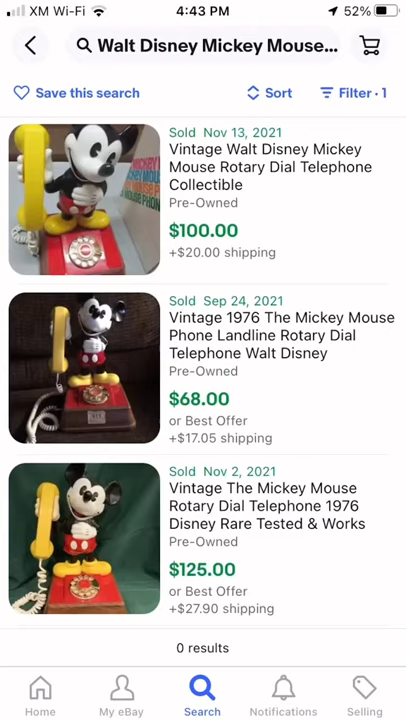 XM Wi-Fi 4:43 PM 52%
Walt Disney Mickey Mouse...
Save this search Sort Filter · 1
Sold Nov 13, 2021
Vintage Walt Disney Mickey
Mouse Rotary Dial Telephone
Collectible
Pre-Owned
$100.00
+$20.00 shipping
Sold Sep 24, 2021
Vintage 1976 The Mickey Mouse
Phone Landline Rotary Dial
Telephone Walt Disney
Pre-Owned
$68.00
or Best Offer
+$17.05 shipping
Sold Nov 2, 2021
Vintage The Mickey Mouse
Rotary Dial Telephone 1976
Disney Rare Tested & Works
Pre-Owned
$125.00
or Best Offer
+$27.90 shipping
0 results
Home My eBay Search Notifications Selling